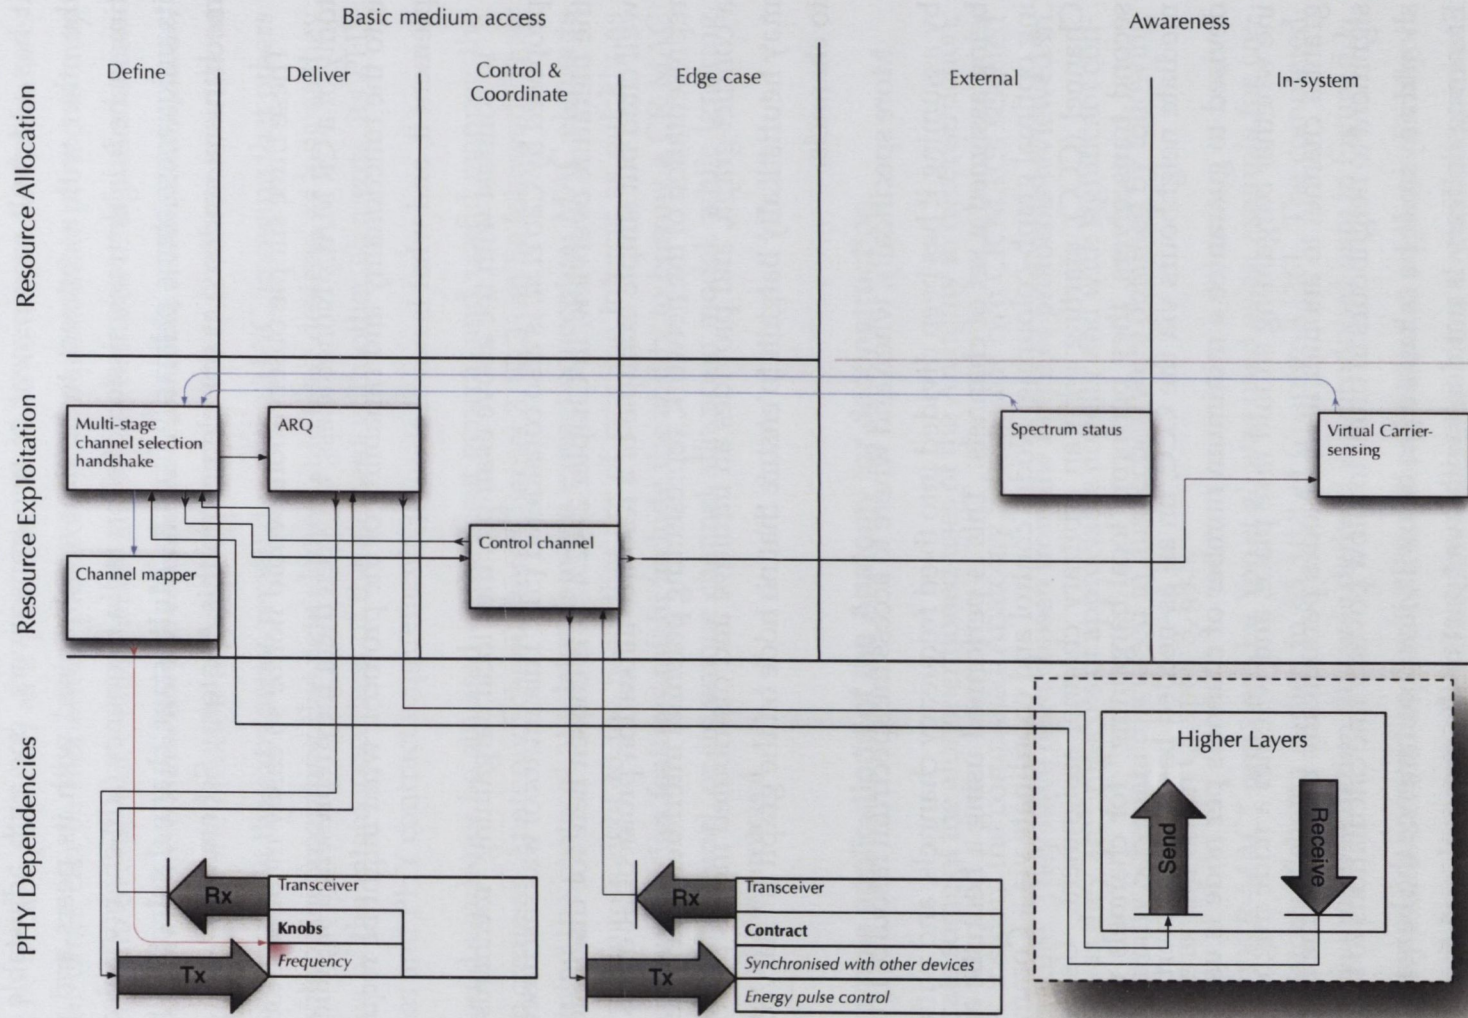 Basic medium access
Awareness
Define
Deliver
Control &
Coordinate
Edge case
External
In-system
Resource Allocation
Resource Exploitation
PHY Dependencies
Multi-stage
channel selection
handshake
ARQ
Spectrum status
Virtual Carrier-
sensing
Control channel
Channel mapper
Higher Layers
Send
Receive
Rx
Tx
Transceiver
Knobs
Frequency
Rx
Tx
Transceiver
Contract
Synchronised with other devices
Energy pulse control